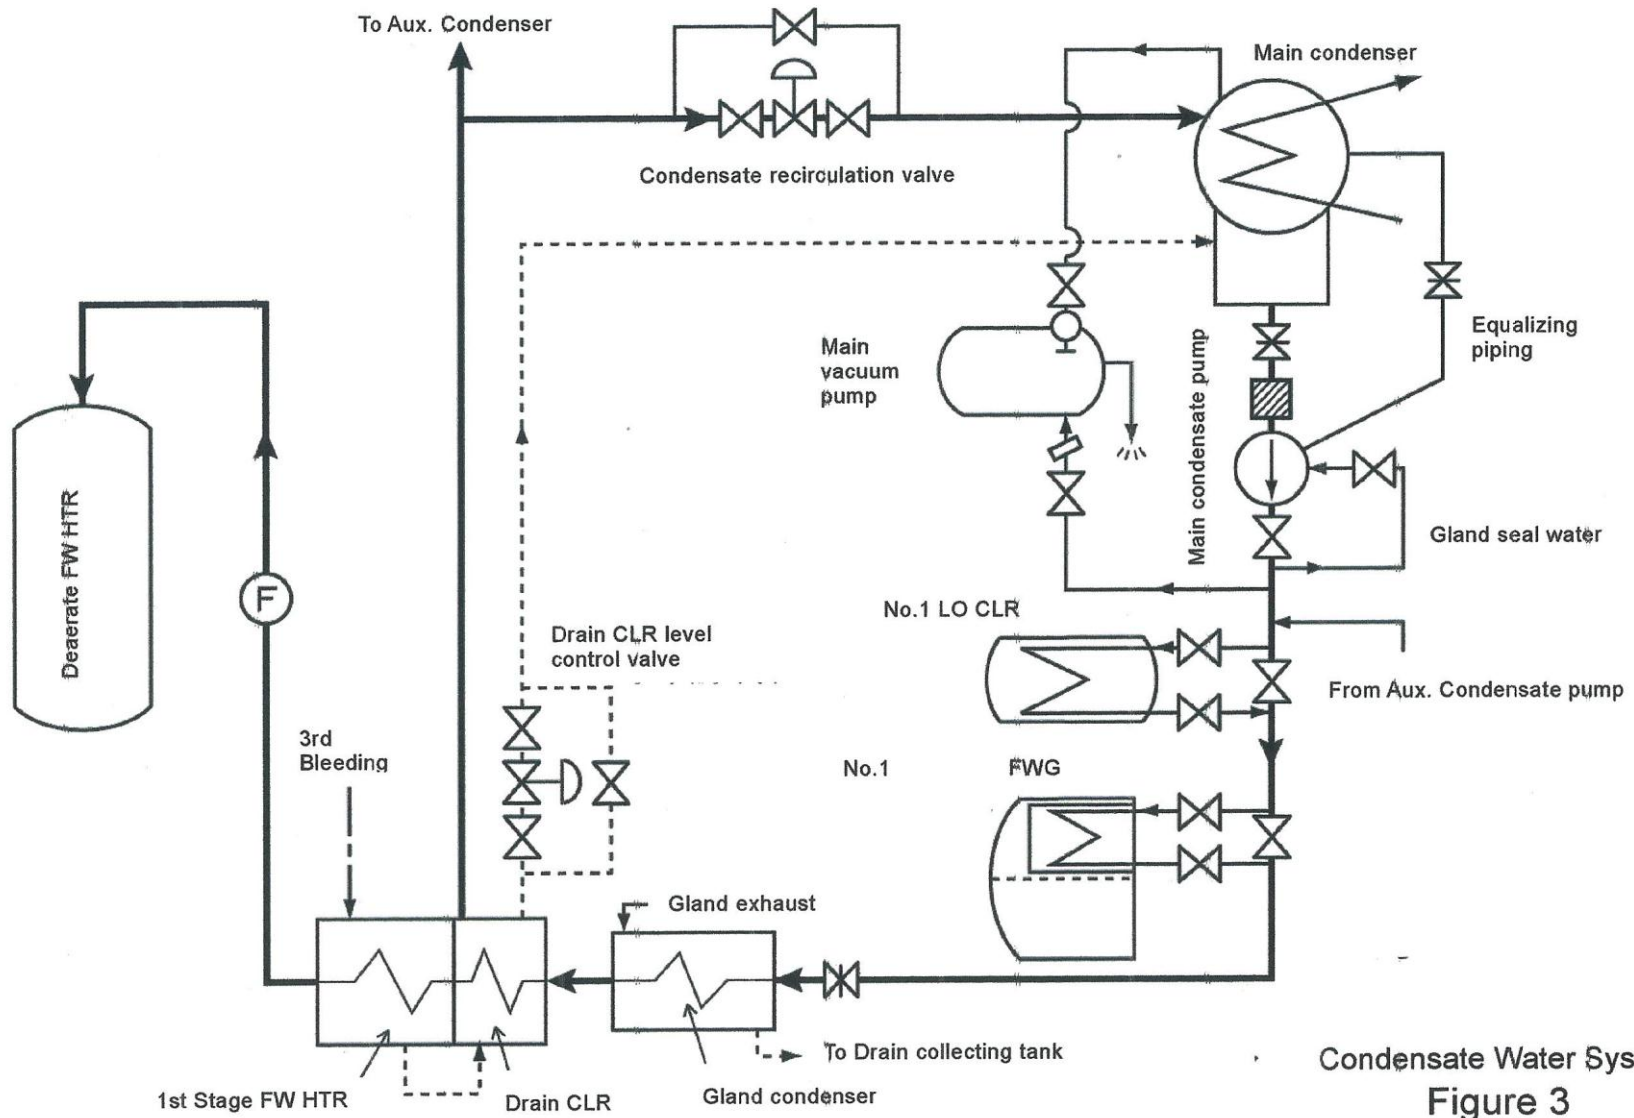 To Aux. Condenser
Main condenser
Condensate recirculation valve
Equalizing
piping
Main
vacuum
pump
Main condensate pump
Gland seal water
Deaerate FW HTR
F
No.1 LO CLR
Drain CLR level
control valve
From Aux. Condensate pump
3rd
Bleeding
No.1
FWG
Gland exhaust
To Drain collecting tank
1st Stage FW HTR
Drain CLR
Gland condenser
Condensate Water Sys
Figure 3